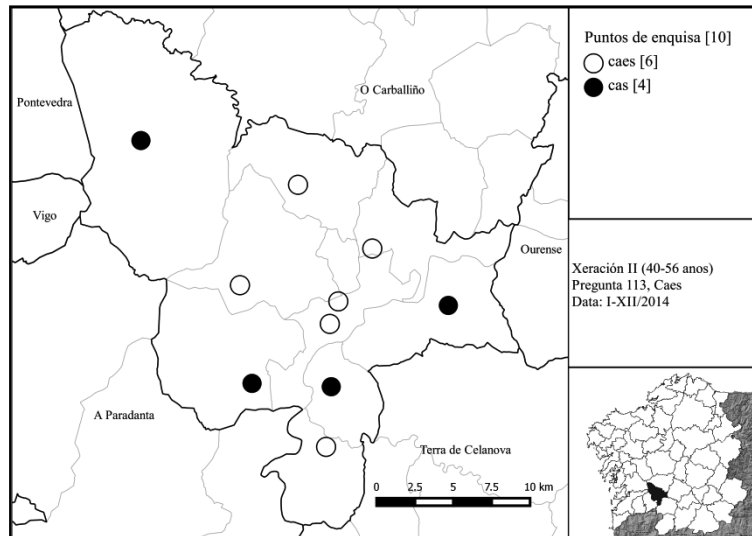 Pontevedra
O Carballiño
Vigo
Ourense
A Paradanta
Terra de Celanova
0 2,5 5 7,5 10 km
Puntos de enquisa [10]
caes [6]
cas [4]
Xeración II (40-56 anos)
Pregunta 113, Caes
Data: I-XII/2014